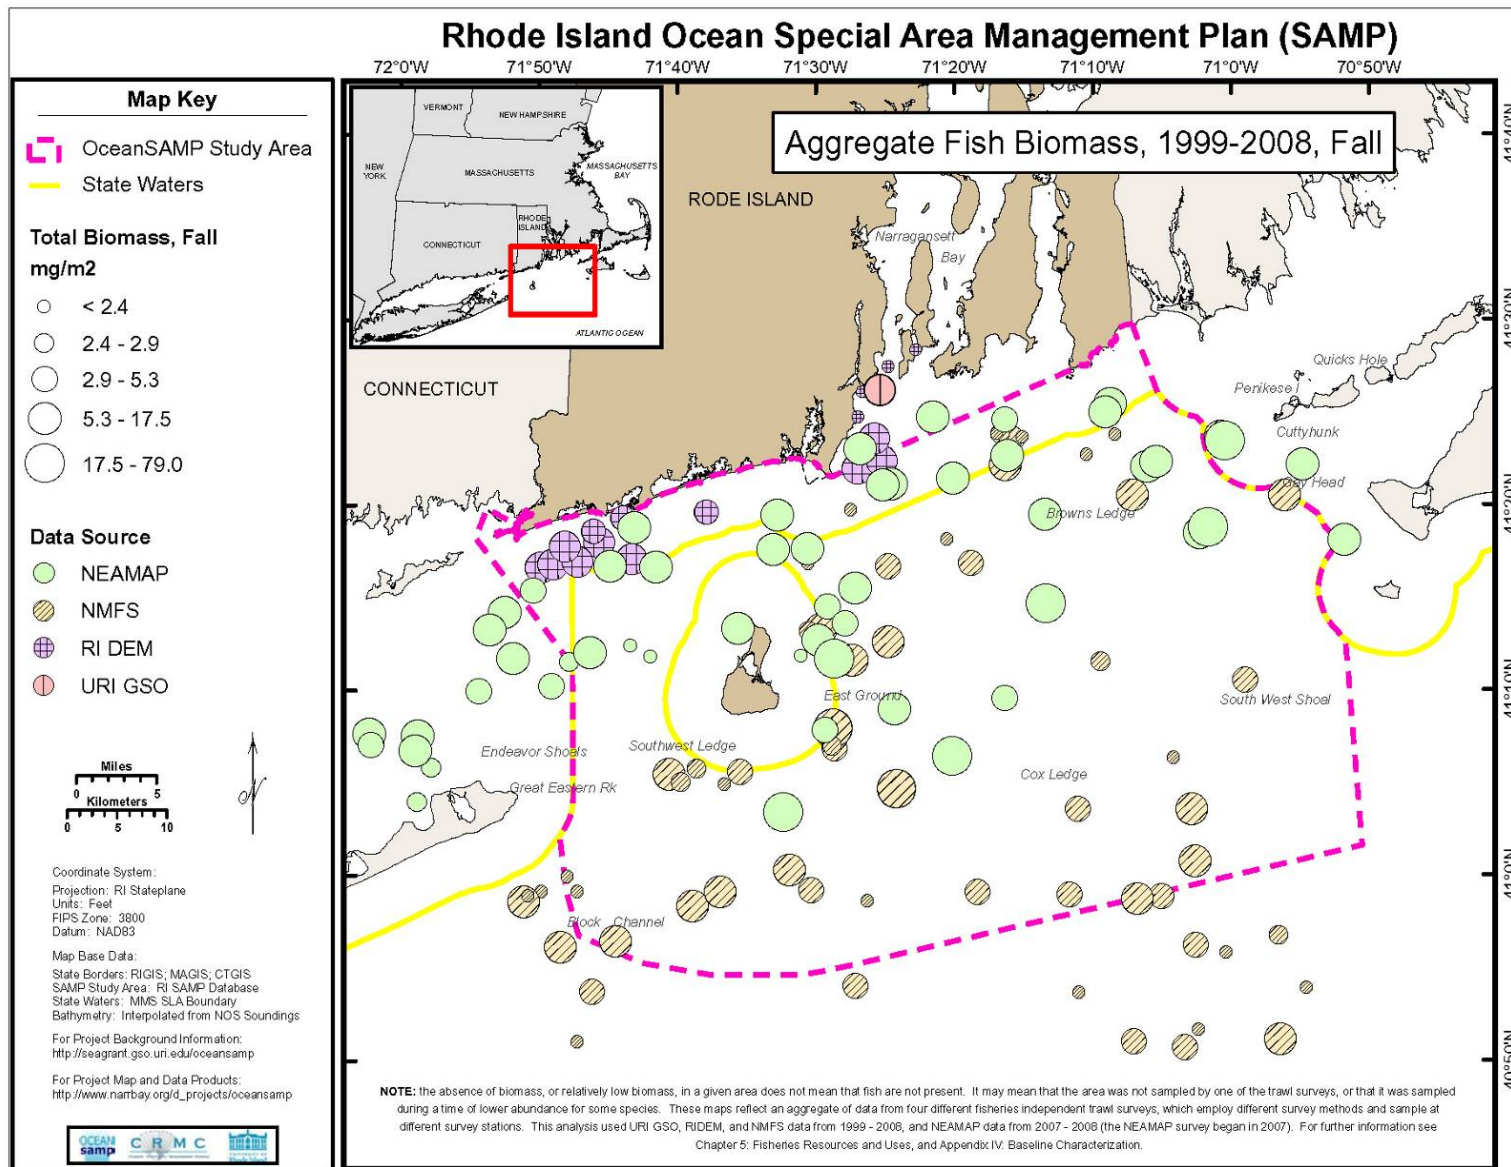 Rhode Island Ocean Special Area Management Plan (SAMP)
72°0'W 71°50'W 71°40'W 71°30'W 71°20'W 71°10'W 71°0'W 70°50'W
Map Key
OceanSAMP Study Area
State Waters
Total Biomass, Fall
mg/m2
< 2.4
2.4 - 2.9
2.9 - 5.3
5.3 - 17.5
17.5 - 79.0
Data Source
NEAMAP
NMFS
RI DEM
URI GSO
Miles
0 5
Kilometers
0 5 10
N
Coordinate System:
Projection: RI Stateplane
Units: Feet
FIPS Zone: 3800
Datum: NAD83
Map Base Data:
State Borders: RIGIS; MAGIS; CTGIS
SAMP Study Area: RI SAMP Database
State Waters: MMS SLA Boundary
Bathymetry: Interpolated from NOS Soundings
For Project Background Information:
http://seagrant.gso.uri.edu/oceansamp
For Project Map and Data Products:
http://www.narrbay.org/d_projects/oceansamp
OCEAN
samp
C R M C
VERMONT
NEW HAMPSHIRE
NEW
YORK
MASSACHUSETTS
MASSACHUSETTS
BAY
CONNECTICUT
RHODE
ISLAND
ATLANTIC OCEAN
Aggregate Fish Biomass, 1999-2008, Fall
RODE ISLAND
Narragansett
Bay
CONNECTICUT
Quicks Hole
Penikese I
Cuttyhunk
Gay Head
Browns Ledge
East Ground
South West Shoal
Southwest Ledge
Endeavor Shoals
Great Eastern Rk
Cox Ledge
Block Channel
41°30'N
41°10'N
41°0'N
40°50'N
NOTE: the absence of biomass, or relatively low biomass, in a given area does not mean that fish are not present. It may mean that the area was not sampled by one of the trawl surveys, or that it was sampled
during a time of lower abundance for some species. These maps reflect an aggregate of data from four different fisheries independent trawl surveys, which employ different survey methods and sample at
different survey stations. This analysis used URI GSO, RIDEM, and NMFS data from 1999 - 2008, and NEAMAP data from 2007 - 2008 (the NEAMAP survey began in 2007). For further information see
Chapter 5: Fisheries Resources and Uses, and Appendix IV: Baseline Characterization.